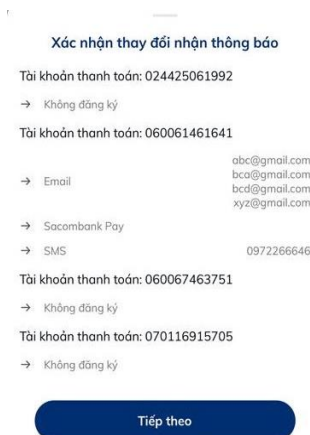 Xác nhận thay đổi nhận thông báo
Tài khoản thanh toán: 024425061992
→ Không đăng ký
Tài khoản thanh toán: 060061461641
abc@gmail.com
bca@gmail.com
→ Email
bcd@gmail.com
xyz@gmail.com
→ Sacombank Pay
→ SMS 0972266646
Tài khoản thanh toán: 060067463751
→ Không đăng ký
Tài khoản thanh toán: 070116915705
→ Không đăng ký
Tiếp theo